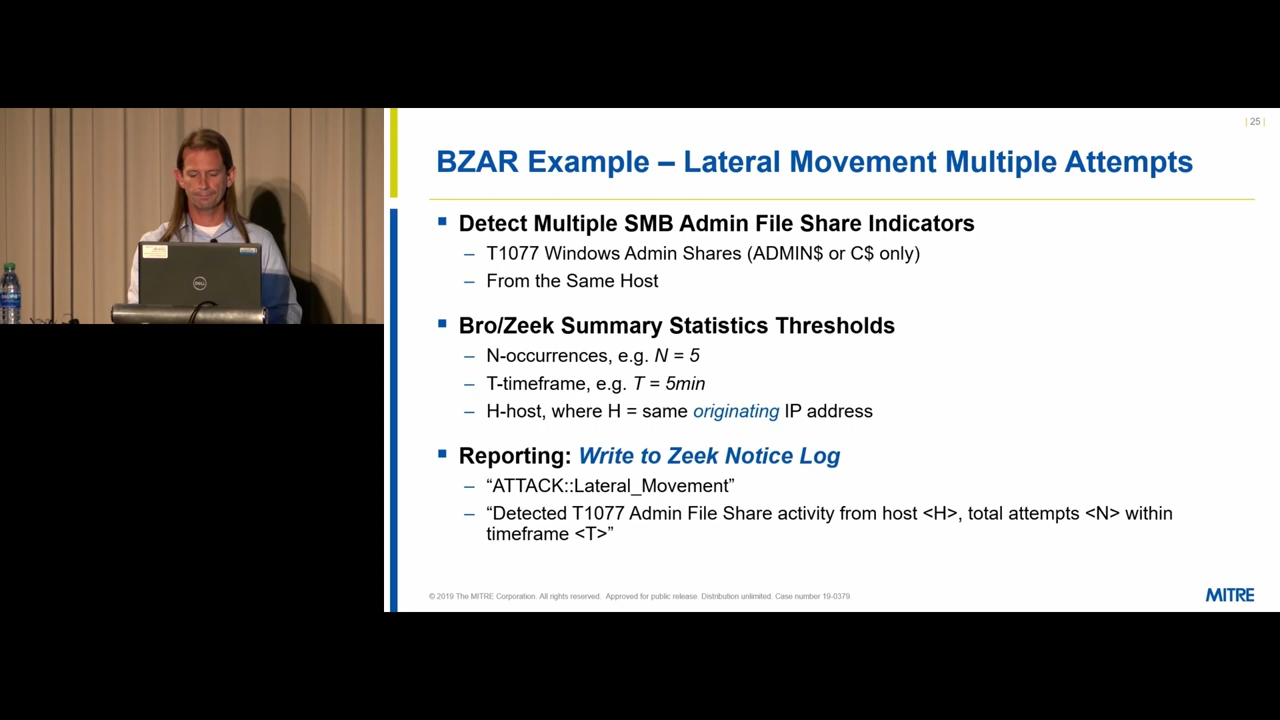 | 25 |
BZAR Example – Lateral Movement Multiple Attempts
▪ Detect Multiple SMB Admin File Share Indicators
– T1077 Windows Admin Shares (ADMIN$ or C$ only)
– From the Same Host
▪ Bro/Zeek Summary Statistics Thresholds
– N-occurrences, e.g. N = 5
– T-timeframe, e.g. T = 5min
– H-host, where H = same originating IP address
▪ Reporting: Write to Zeek Notice Log
– “ATTACK::Lateral_Movement”
– “Detected T1077 Admin File Share activity from host <H>, total attempts <N> within
timeframe <T>”
© 2019 The MITRE Corporation. All rights reserved. Approved for public release. Distribution unlimited. Case number 19-0379
MITRE
DELL